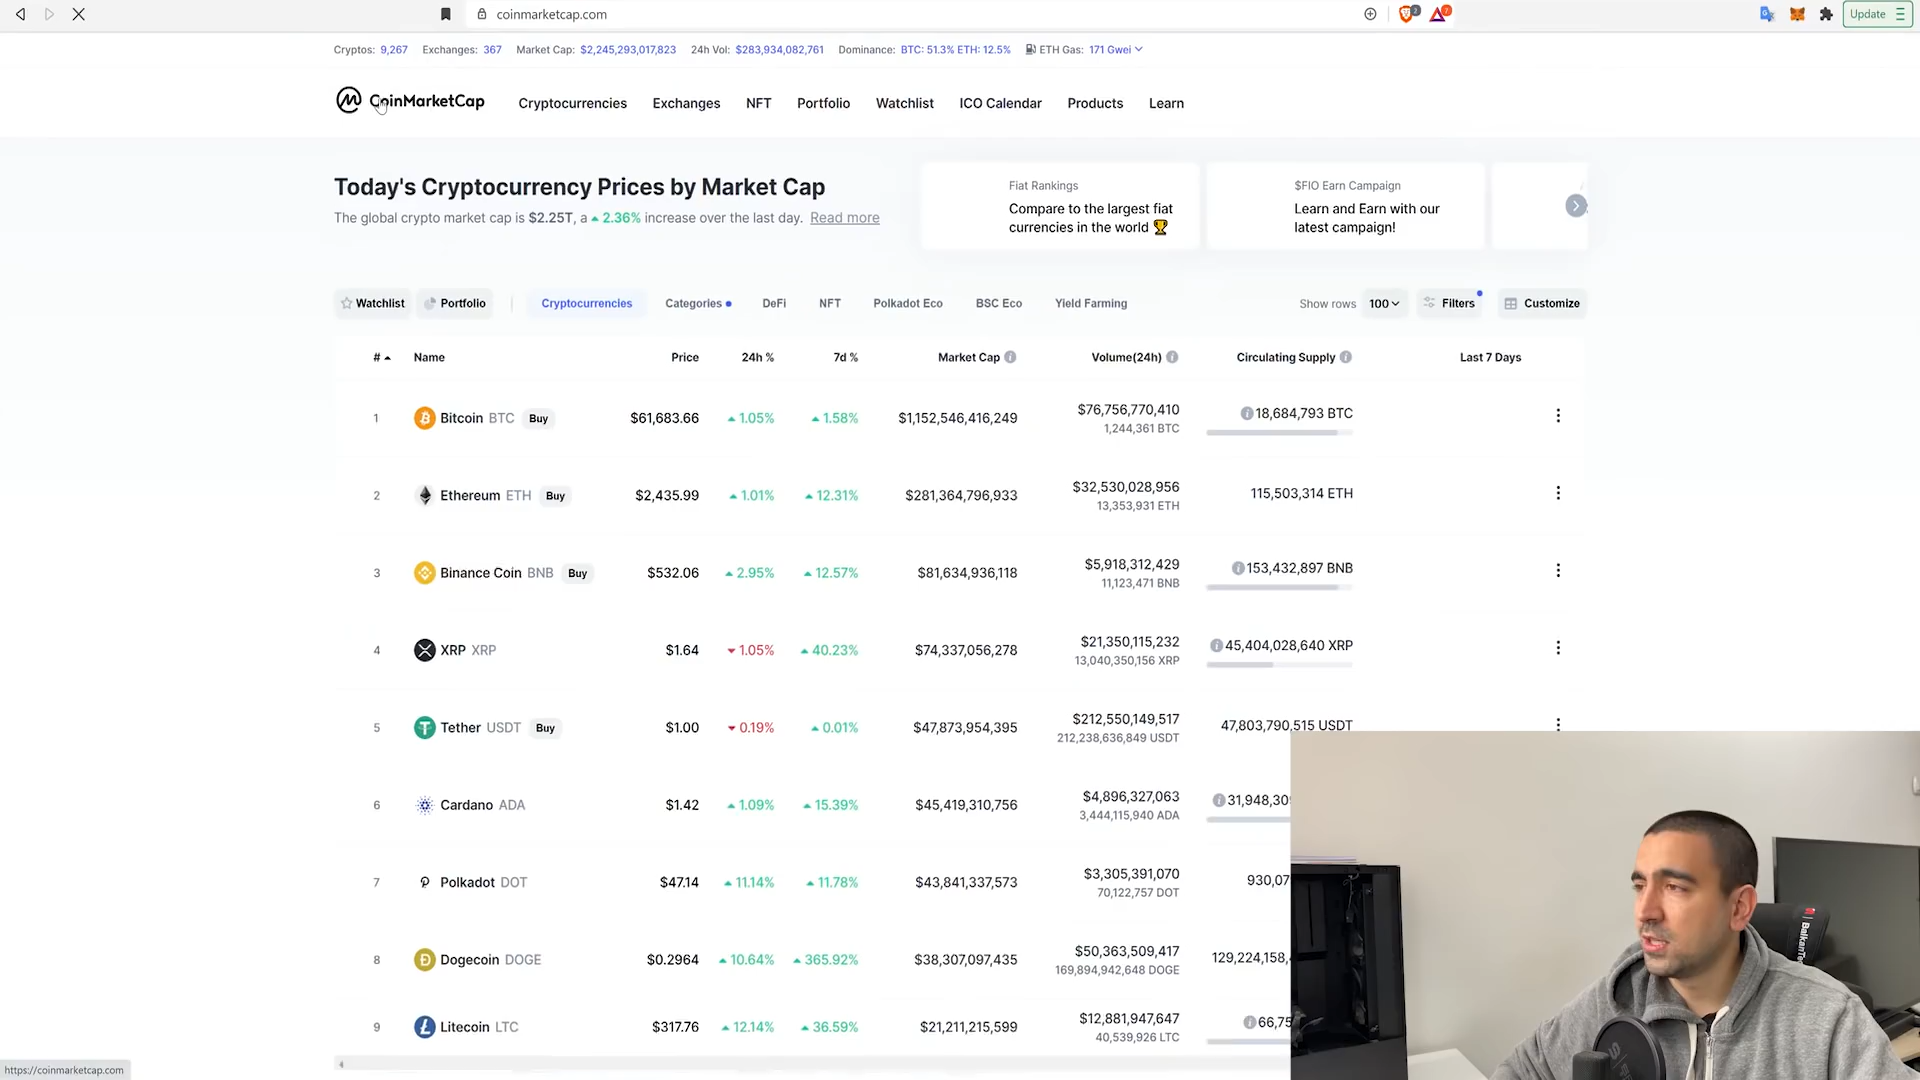 coinmarketcap.com
2
7
Update
Cryptos: 9,267 Exchanges: 367 Market Cap: $2,245,293,017,823 24h Vol: $283,934,082,761 Dominance: BTC: 51.3% ETH: 12.5% ETH Gas: 171 Gwei
CoinMarketCap Cryptocurrencies Exchanges NFT Portfolio Watchlist ICO Calendar Products Learn
Today's Cryptocurrency Prices by Market Cap
The global crypto market cap is $2.25T, a 2.36% increase over the last day. Read more
Fiat Rankings
Compare to the largest fiat
currencies in the world
$FIO Earn Campaign
Learn and Earn with our
latest campaign!
Watchlist Portfolio Cryptocurrencies Categories DeFi NFT Polkadot Eco BSC Eco Yield Farming Show rows 100 Filters Customize
# Name Price 24h % 7d % Market Cap Volume(24h) Circulating Supply Last 7 Days
1 Bitcoin BTC Buy $61,683.66 1.05% 1.58% $1,152,546,416,249 $76,756,770,410 18,684,793 BTC
1,244,361 BTC
2 Ethereum ETH Buy $2,435.99 1.01% 12.31% $281,364,796,933 $32,530,028,956 115,503,314 ETH
13,353,931 ETH
3 Binance Coin BNB Buy $532.06 2.95% 12.57% $81,634,936,118 $5,918,312,429 153,432,897 BNB
11,123,471 BNB
4 XRP XRP $1.64 1.05% 40.23% $74,337,056,278 $21,350,115,232 45,404,028,640 XRP
13,040,350,156 XRP
5 Tether USDT Buy $1.00 0.19% 0.01% $47,873,954,395 $212,550,149,517 47,803,790,515 USDT
212,238,636,849 USDT
6 Cardano ADA $1.42 1.09% 15.39% $45,419,310,756 $4,896,327,063 31,948,30
3,444,115,940 ADA
7 Polkadot DOT $47.14 11.14% 11.78% $43,841,337,573 $3,305,391,070 930,07
70,122,757 DOT
8 Dogecoin DOGE $0.2964 10.64% 365.92% $38,307,097,435 $50,363,509,417 129,224,158,
169,894,942,648 DOGE
9 Litecoin LTC $317.76 12.14% 36.59% $21,211,215,599 $12,881,947,647 66,75
40,539,926 LTC
https://coinmarketcap.com